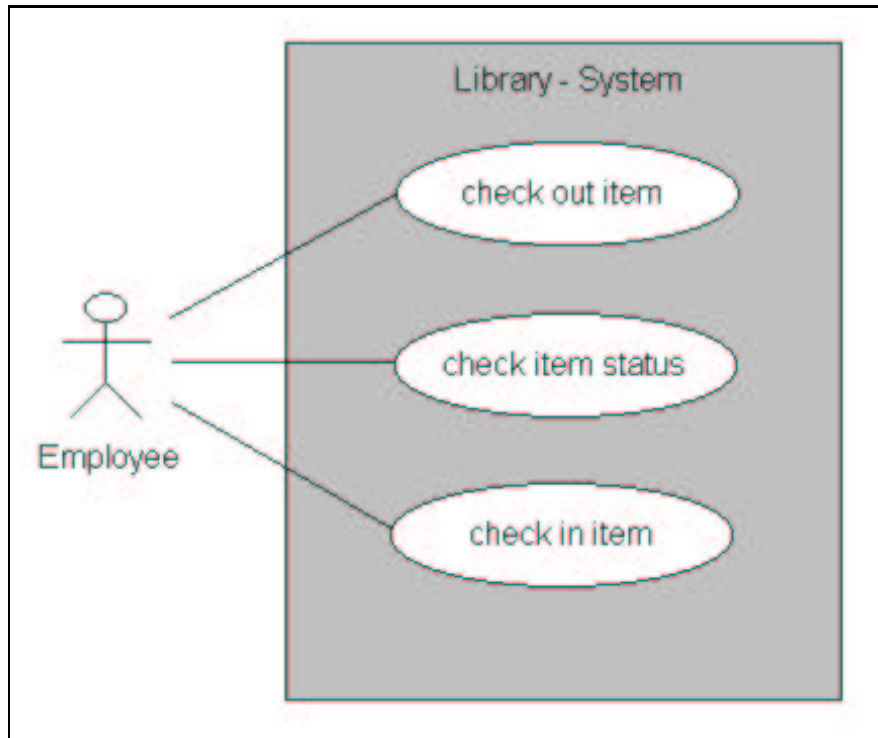 Library - System
check out item
check item status
Employee
check in item